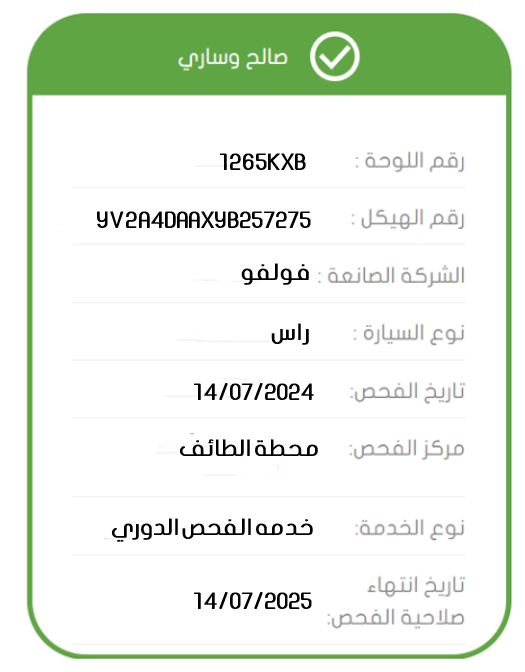 صالح وساري
رقم اللوحة : 1265KXB
رقم الهيكل : YV2A4DAAXYB257275
الشركة الصانعة : فولفو
نوع السيارة : راس
تاريخ الفحص: 14/07/2024
مركز الفحص: محطة الطائف
نوع الخدمة: خدمه الفحص الدوري
تاريخ انتهاء
صلاحية الفحص: 14/07/2025